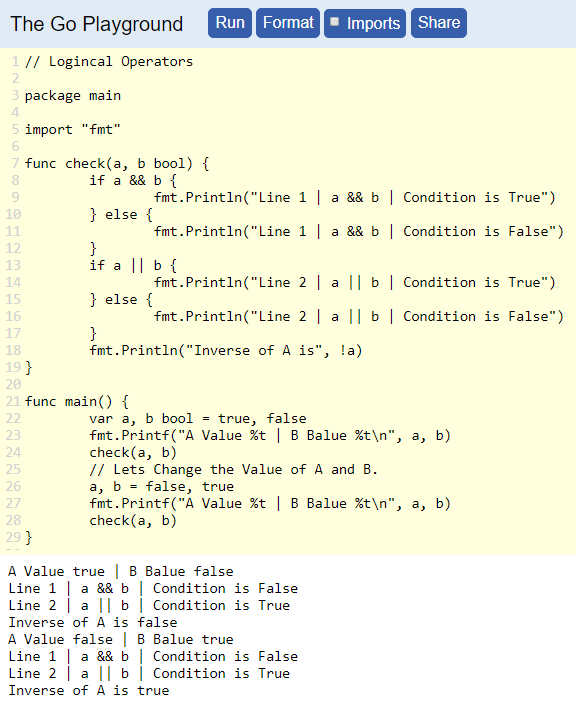 The Go Playground Run Format Imports Share
1 // Logincal Operators
2
3 package main
4
5 import "fmt"
6
7 func check(a, b bool) {
8 if a && b {
9 fmt.Println("Line 1 | a && b | Condition is True")
10 } else {
11 fmt.Println("Line 1 | a && b | Condition is False")
12 }
13 if a || b {
14 fmt.Println("Line 2 | a || b | Condition is True")
15 } else {
16 fmt.Println("Line 2 | a || b | Condition is False")
17 }
18 fmt.Println("Inverse of A is", !a)
19 }
20
21 func main() {
22 var a, b bool = true, false
23 fmt.Printf("A Value %t | B Balue %t\n", a, b)
24 check(a, b)
25 // Lets Change the Value of A and B.
26 a, b = false, true
27 fmt.Printf("A Value %t | B Balue %t\n", a, b)
28 check(a, b)
29 }
A Value true | B Balue false
Line 1 | a && b | Condition is False
Line 2 | a || b | Condition is True
Inverse of A is false
A Value false | B Balue true
Line 1 | a && b | Condition is False
Line 2 | a || b | Condition is True
Inverse of A is true